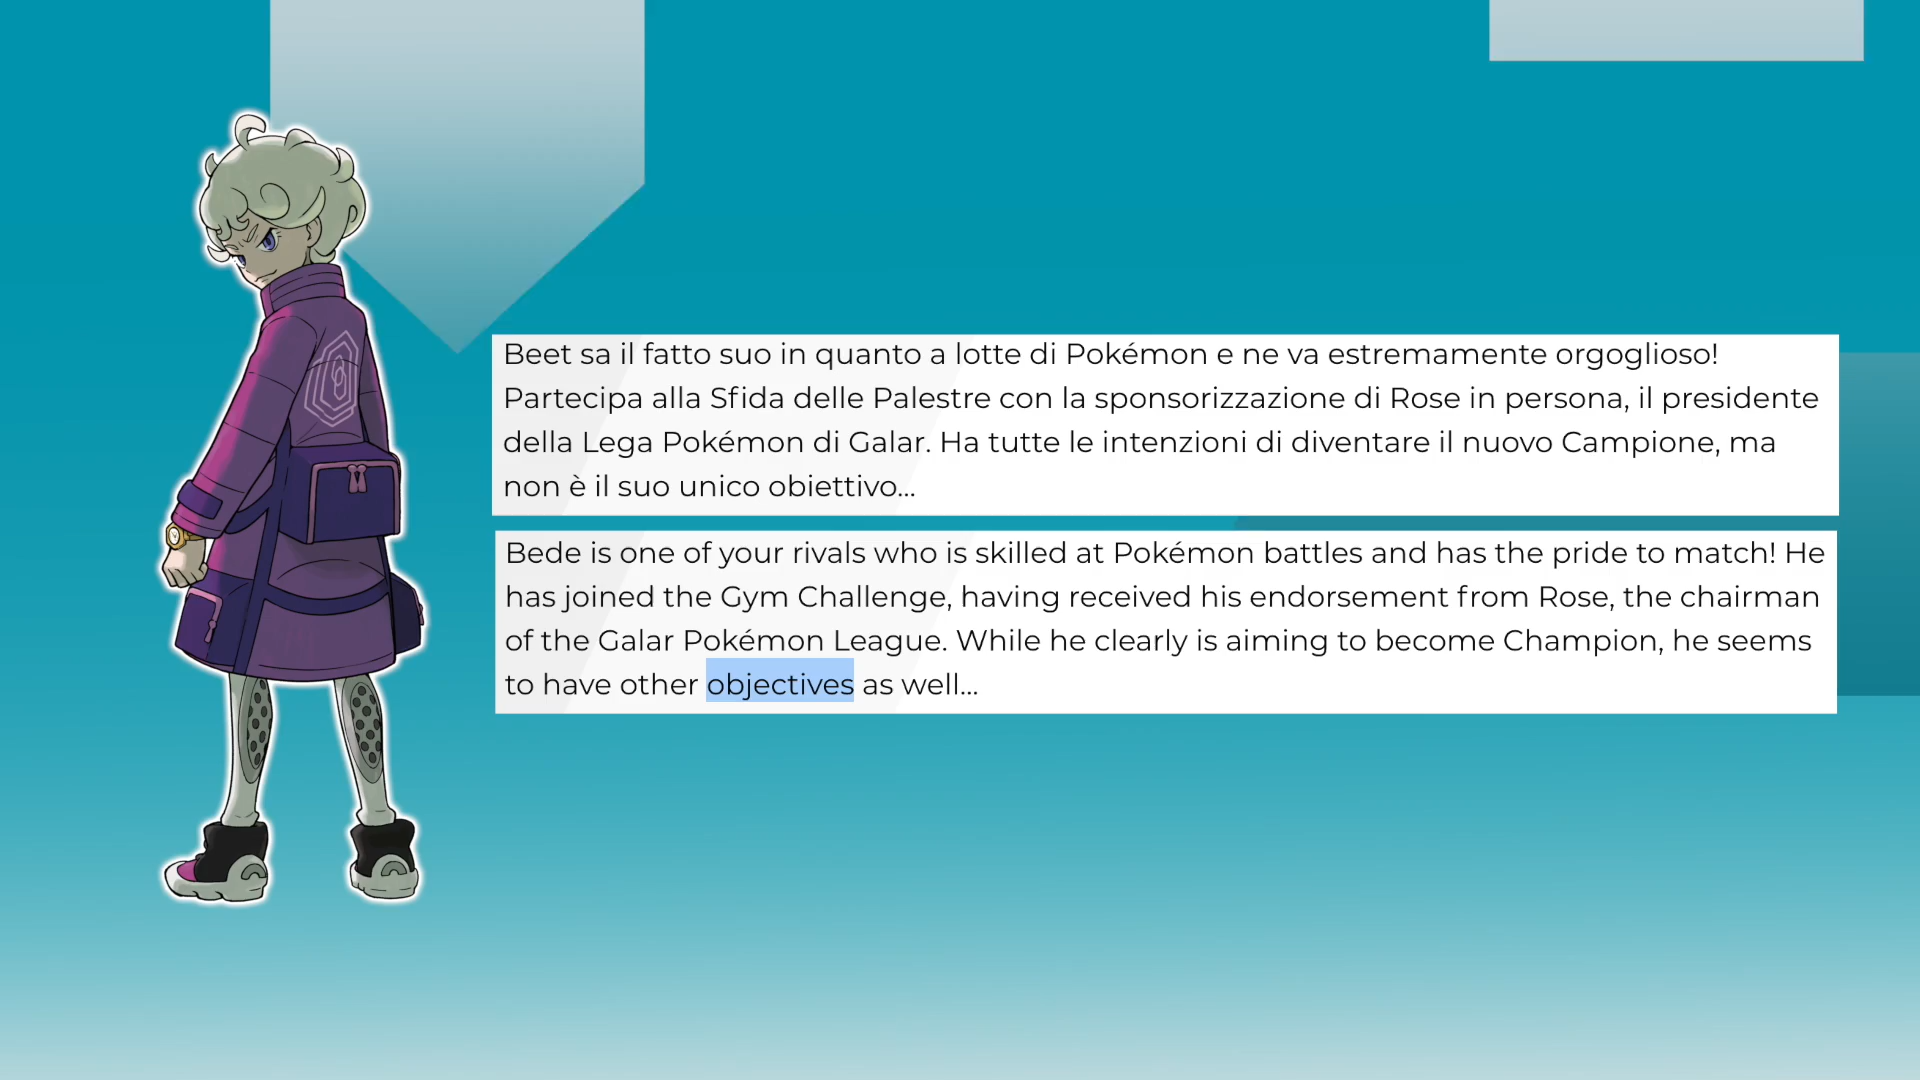 Beet sa il fatto suo in quanto a lotte di Pokémon e ne va estremamente orgoglioso!
Partecipa alla Sfida delle Palestre con la sponsorizzazione di Rose in persona, il presidente
della Lega Pokémon di Galar. Ha tutte le intenzioni di diventare il nuovo Campione, ma
non è il suo unico obiettivo...
Bede is one of your rivals who is skilled at Pokémon battles and has the pride to match! He
has joined the Gym Challenge, having received his endorsement from Rose, the chairman
of the Galar Pokémon League. While he clearly is aiming to become Champion, he seems
to have other objectives as well...